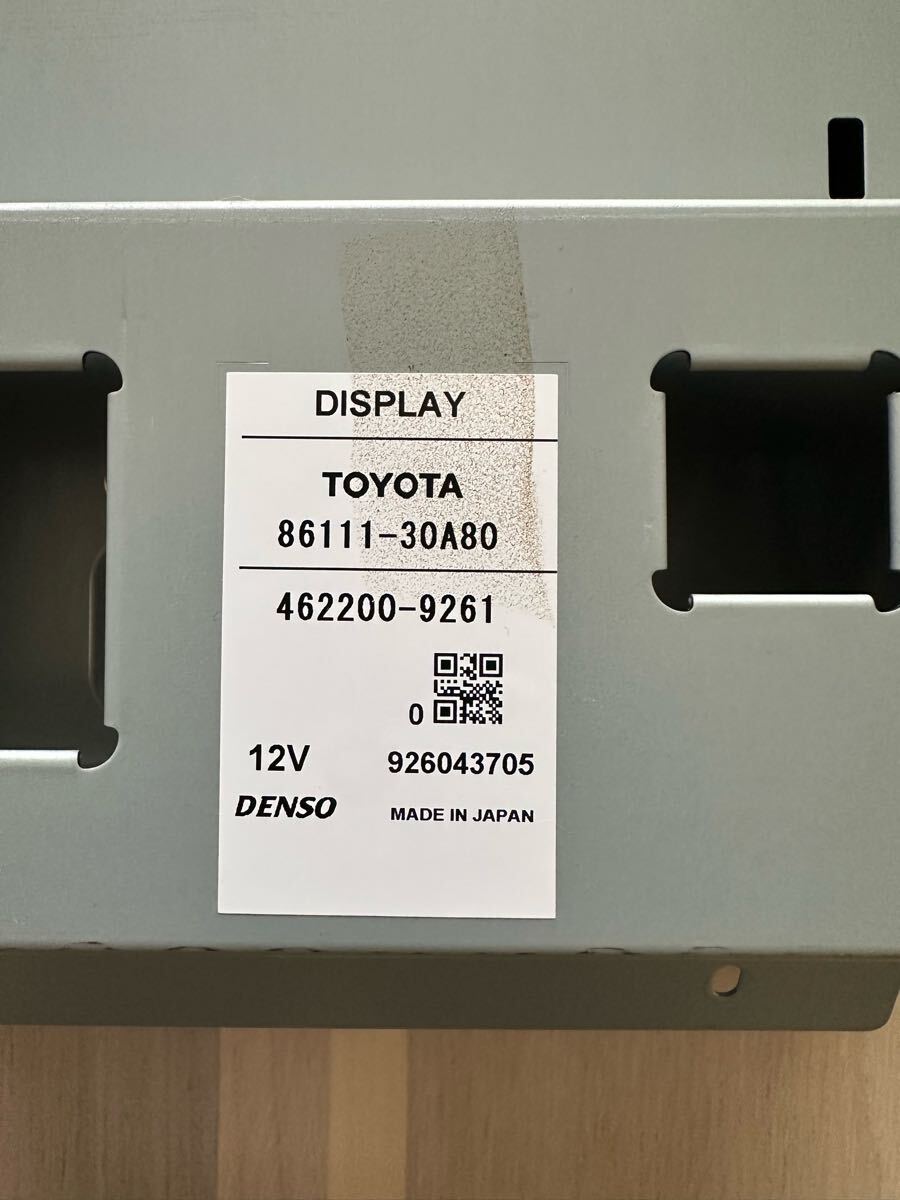 DISPLAY
TOYOTA
86111-30A80
462200-9261
0
12V 926043705
DENSO MADE IN JAPAN